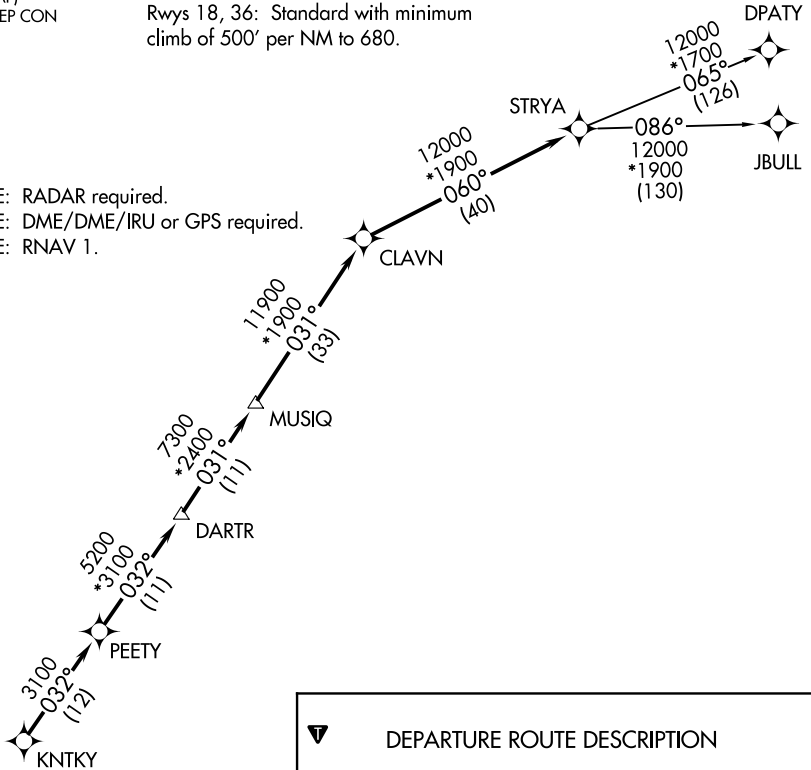 EP CON
Rwys 18, 36: Standard with minimum
climb of 500' per NM to 680.
DPATY
12000
*1700
065°
(126)
STRYA
086°
12000
*1900
(130)
JBULL
12000
*1900
060°
(40)
E: RADAR required.
E: DME/DME/IRU or GPS required.
E: RNAV 1.
CLAVN
11900
*1900
031°
(33)
MUSIQ
7300
*2400
031°
(11)
DARTR
5200
*3100
032°
(11)
PEETY
3100
032°
(12)
KNTKY
T
DEPARTURE ROUTE DESCRIPTION